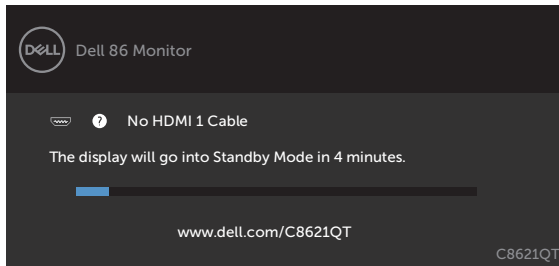 DELL Dell 86 Monitor
? No HDMI 1 Cable
The display will go into Standby Mode in 4 minutes.
www.dell.com/C8621QT
C8621QT